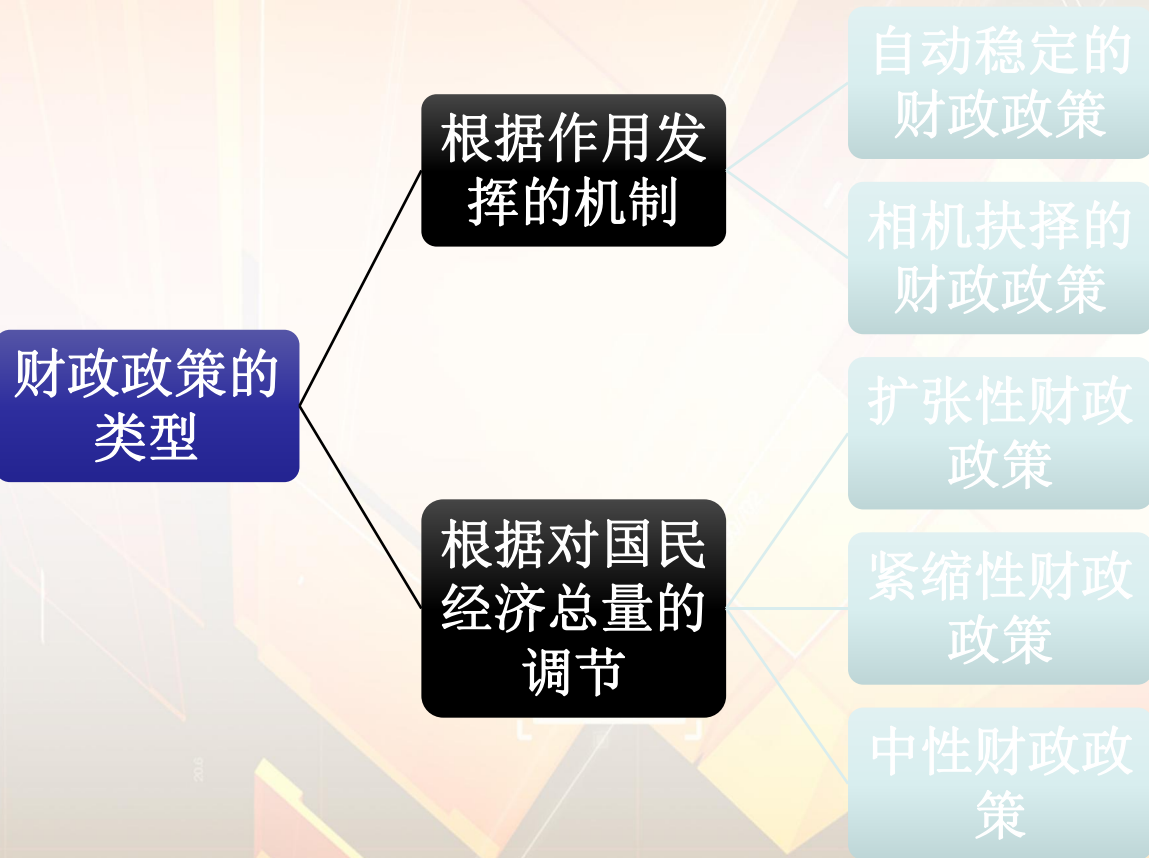 财政政策的
类型
根据作用发
挥的机制
自动稳定的
财政政策
相机抉择的
财政政策
根据对国民
经济总量的
调节
扩张性财政
政策
紧缩性财政
政策
中性财政政
策